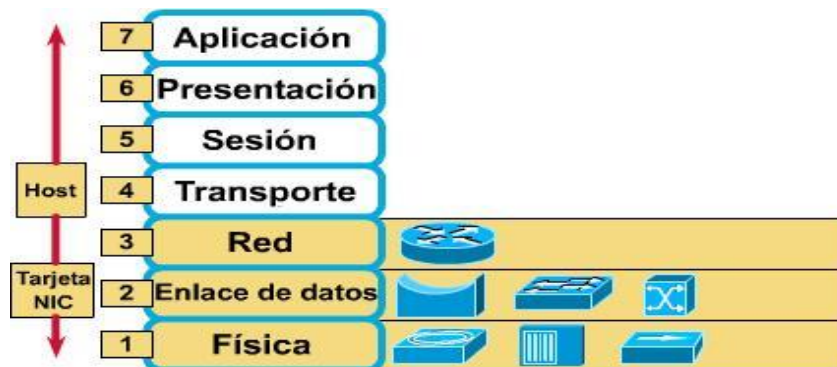 7 Aplicación
6 Presentación
5 Sesión
Host
4 Transporte
3 Red
Tarjeta
NIC
2 Enlace de datos
1 Física